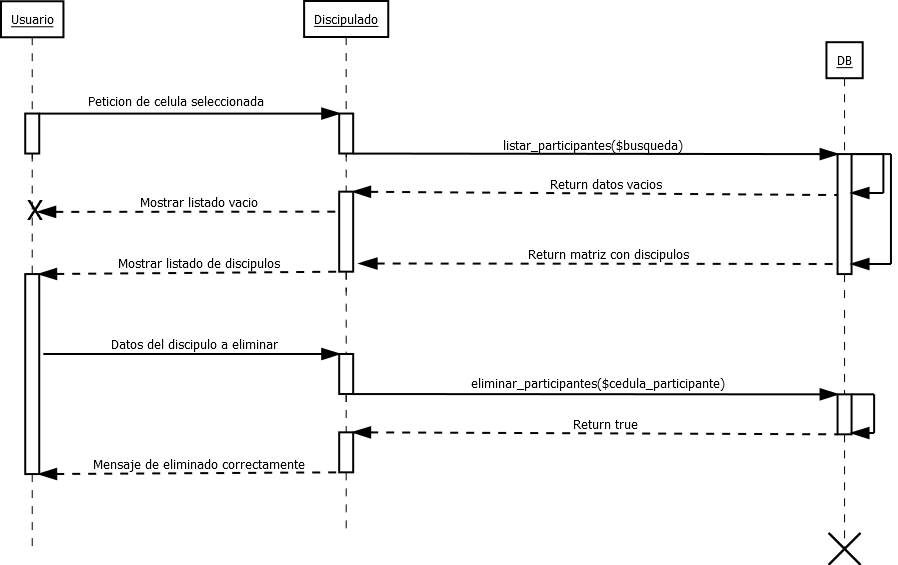 Usuario
Discipulado
DB
Peticion de celula seleccionada
listar_participantes($busqueda)
Return datos vacios
Mostrar listado vacio
Return matriz con discipulos
Mostrar listado de discipulos
Datos del discipulo a eliminar
eliminar_participantes($cedula_participante)
Return true
Mensaje de eliminado correctamente